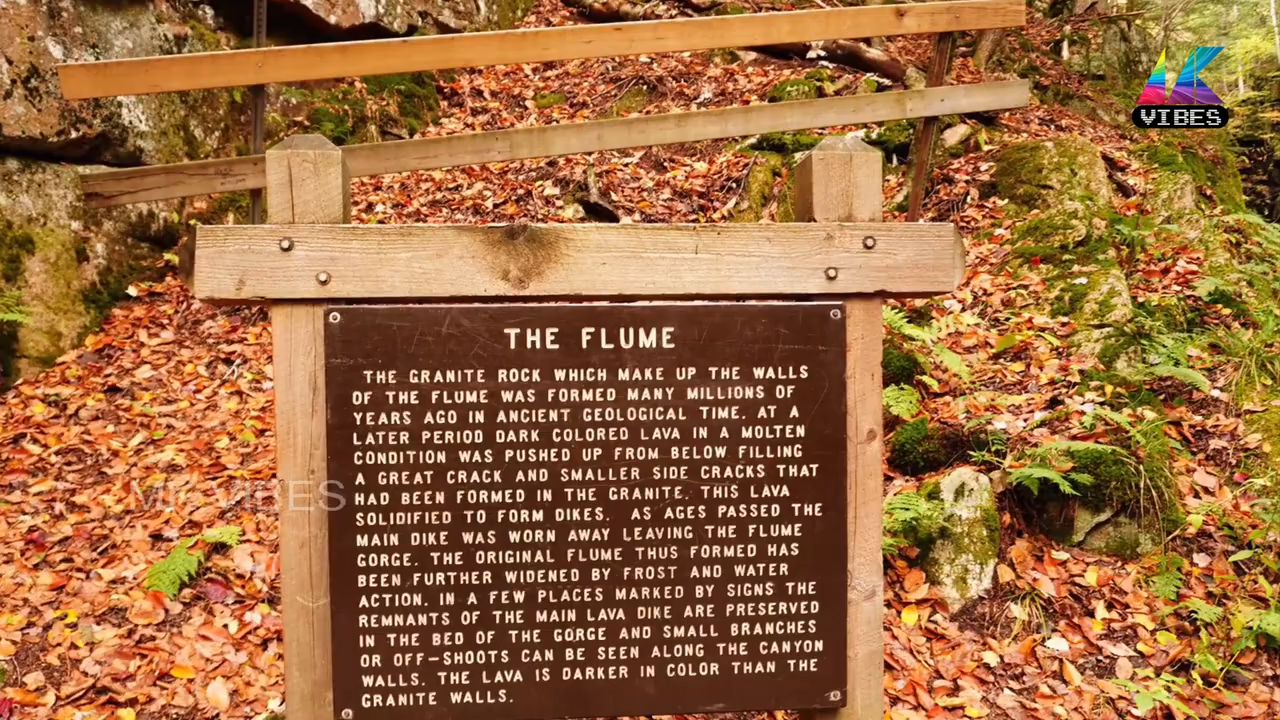 VIBES
THE FLUME
THE GRANITE ROCK WHICH MAKE UP THE WALLS
OF THE FLUME WAS FORMED MANY MILLIONS OF
YEARS AGO IN ANCIENT GEOLOGICAL TIME. AT A
LATER PERIOD DARK COLORED LAVA IN A MOLTEN
CONDITION WAS PUSHED UP FROM BELOW FILLING
A GREAT CRACK AND SMALLER SIDE CRACKS THAT
HAD BEEN FORMED IN THE GRANITE. THIS LAVA
SOLIDIFIED TO FORM DIKES. AS AGES PASSED THE
MAIN DIKE WAS WORN AWAY LEAVING THE FLUME
GORGE. THE ORIGINAL FLUME THUS FORMED HAS
BEEN FURTHER WIDENED BY FROST AND WATER
ACTION. IN A FEW PLACES MARKED BY SIGNS THE
REMNANTS OF THE MAIN LAVA DIKE ARE PRESERVED
IN THE BED OF THE GORGE AND SMALL BRANCHES
OR OFF-SHOOTS CAN BE SEEN ALONG THE CANYON
WALLS. THE LAVA IS DARKER IN COLOR THAN THE
GRANITE WALLS.
VIBES